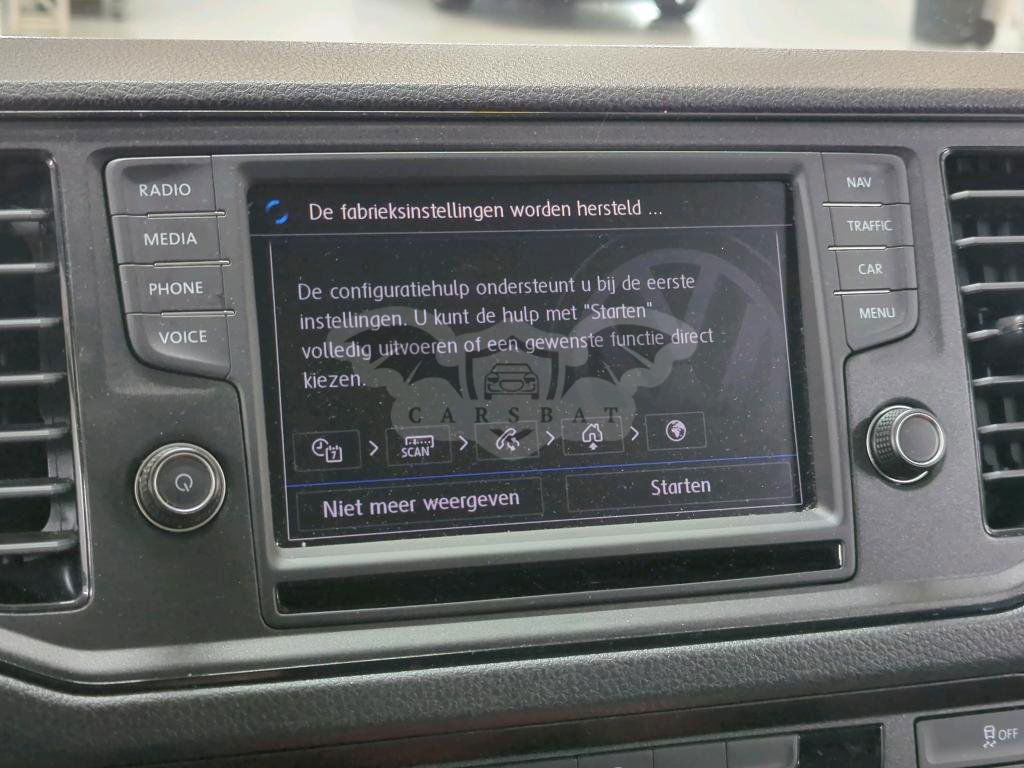 RADIO
MEDIA
PHONE
VOICE
De fabrieksinstellingen worden hersteld ...
De configuratiehulp ondersteunt u bij de eerste
instellingen. U kunt de hulp met "Starten"
volledig uitvoeren of een gewenste functie direct
kiezen.
CARSBAT
7
SCAN
Niet meer weergeven
Starten
NAV
TRAFFIC
CAR
MENU
OFF